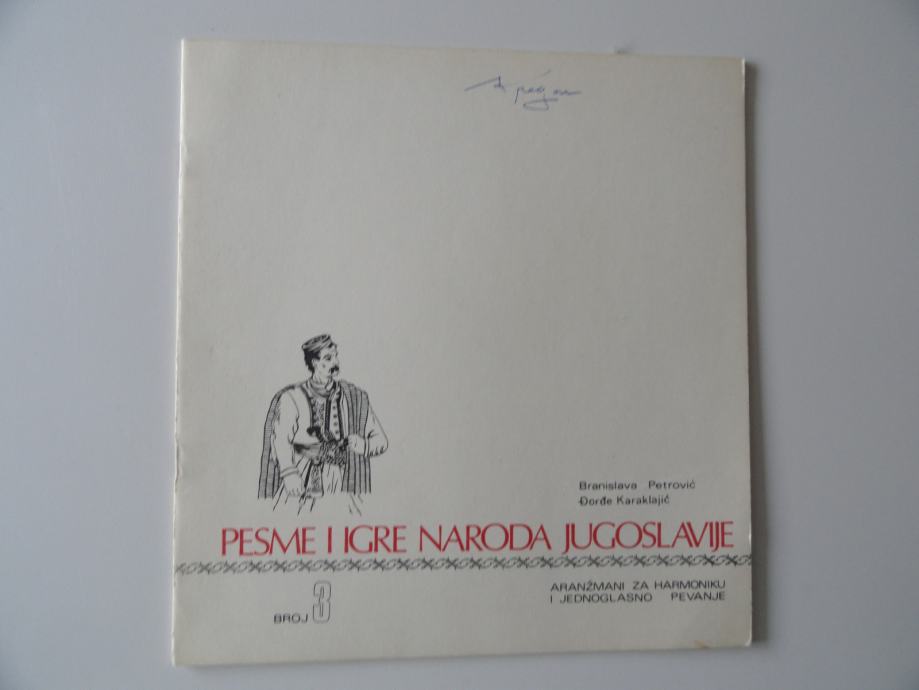 Branislava Petrović
Đorđe Karaklajić
PESME I IGRE NARODA JUGOSLAVIJE
BROJ 3
ARANŽMANI ZA HARMONIKU
I JEDNOGLASNO PEVANJE